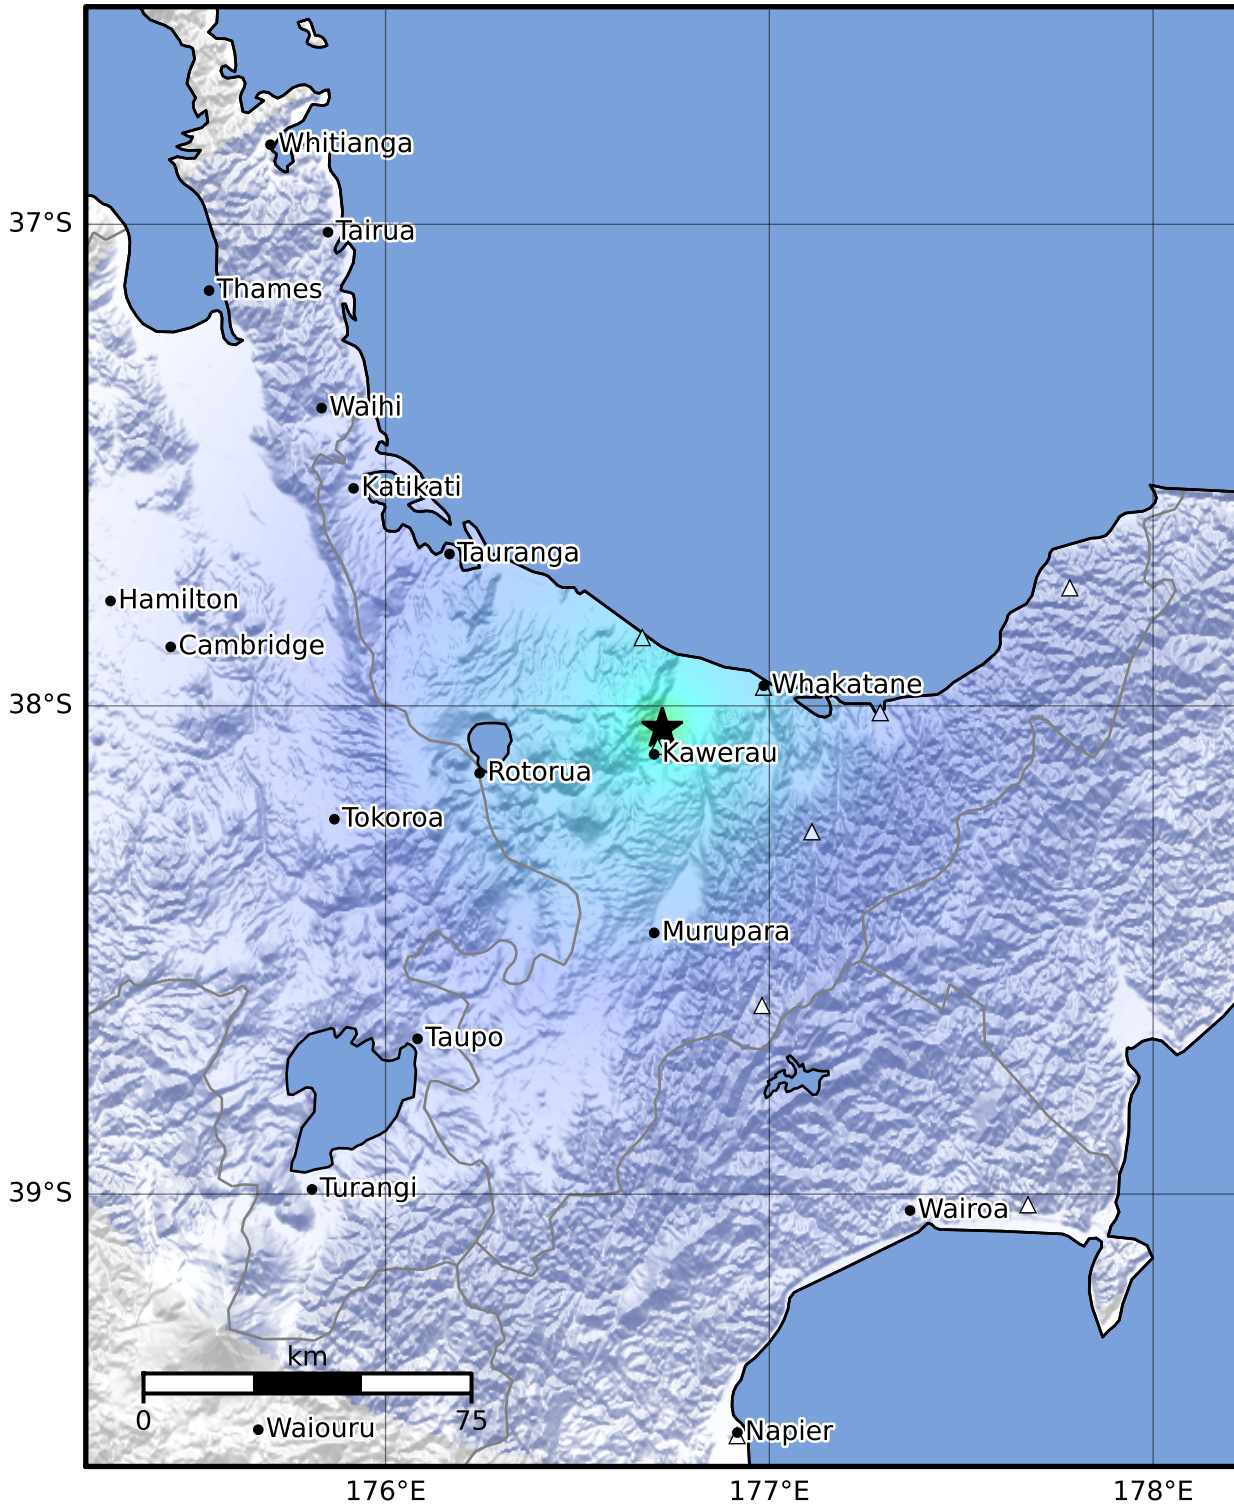 Whitianga
37°S
Tairua
Thames
Waihi
Katikati
Tauranga
Hamilton
Cambridge
Whakatane
38°S
Kawerau
Rotorua
Tokoroa
Murupara
Taupo
Turangi
39°S
Wairoa
km
0 75
Waiouru
Napier
176°E 177°E 178°E